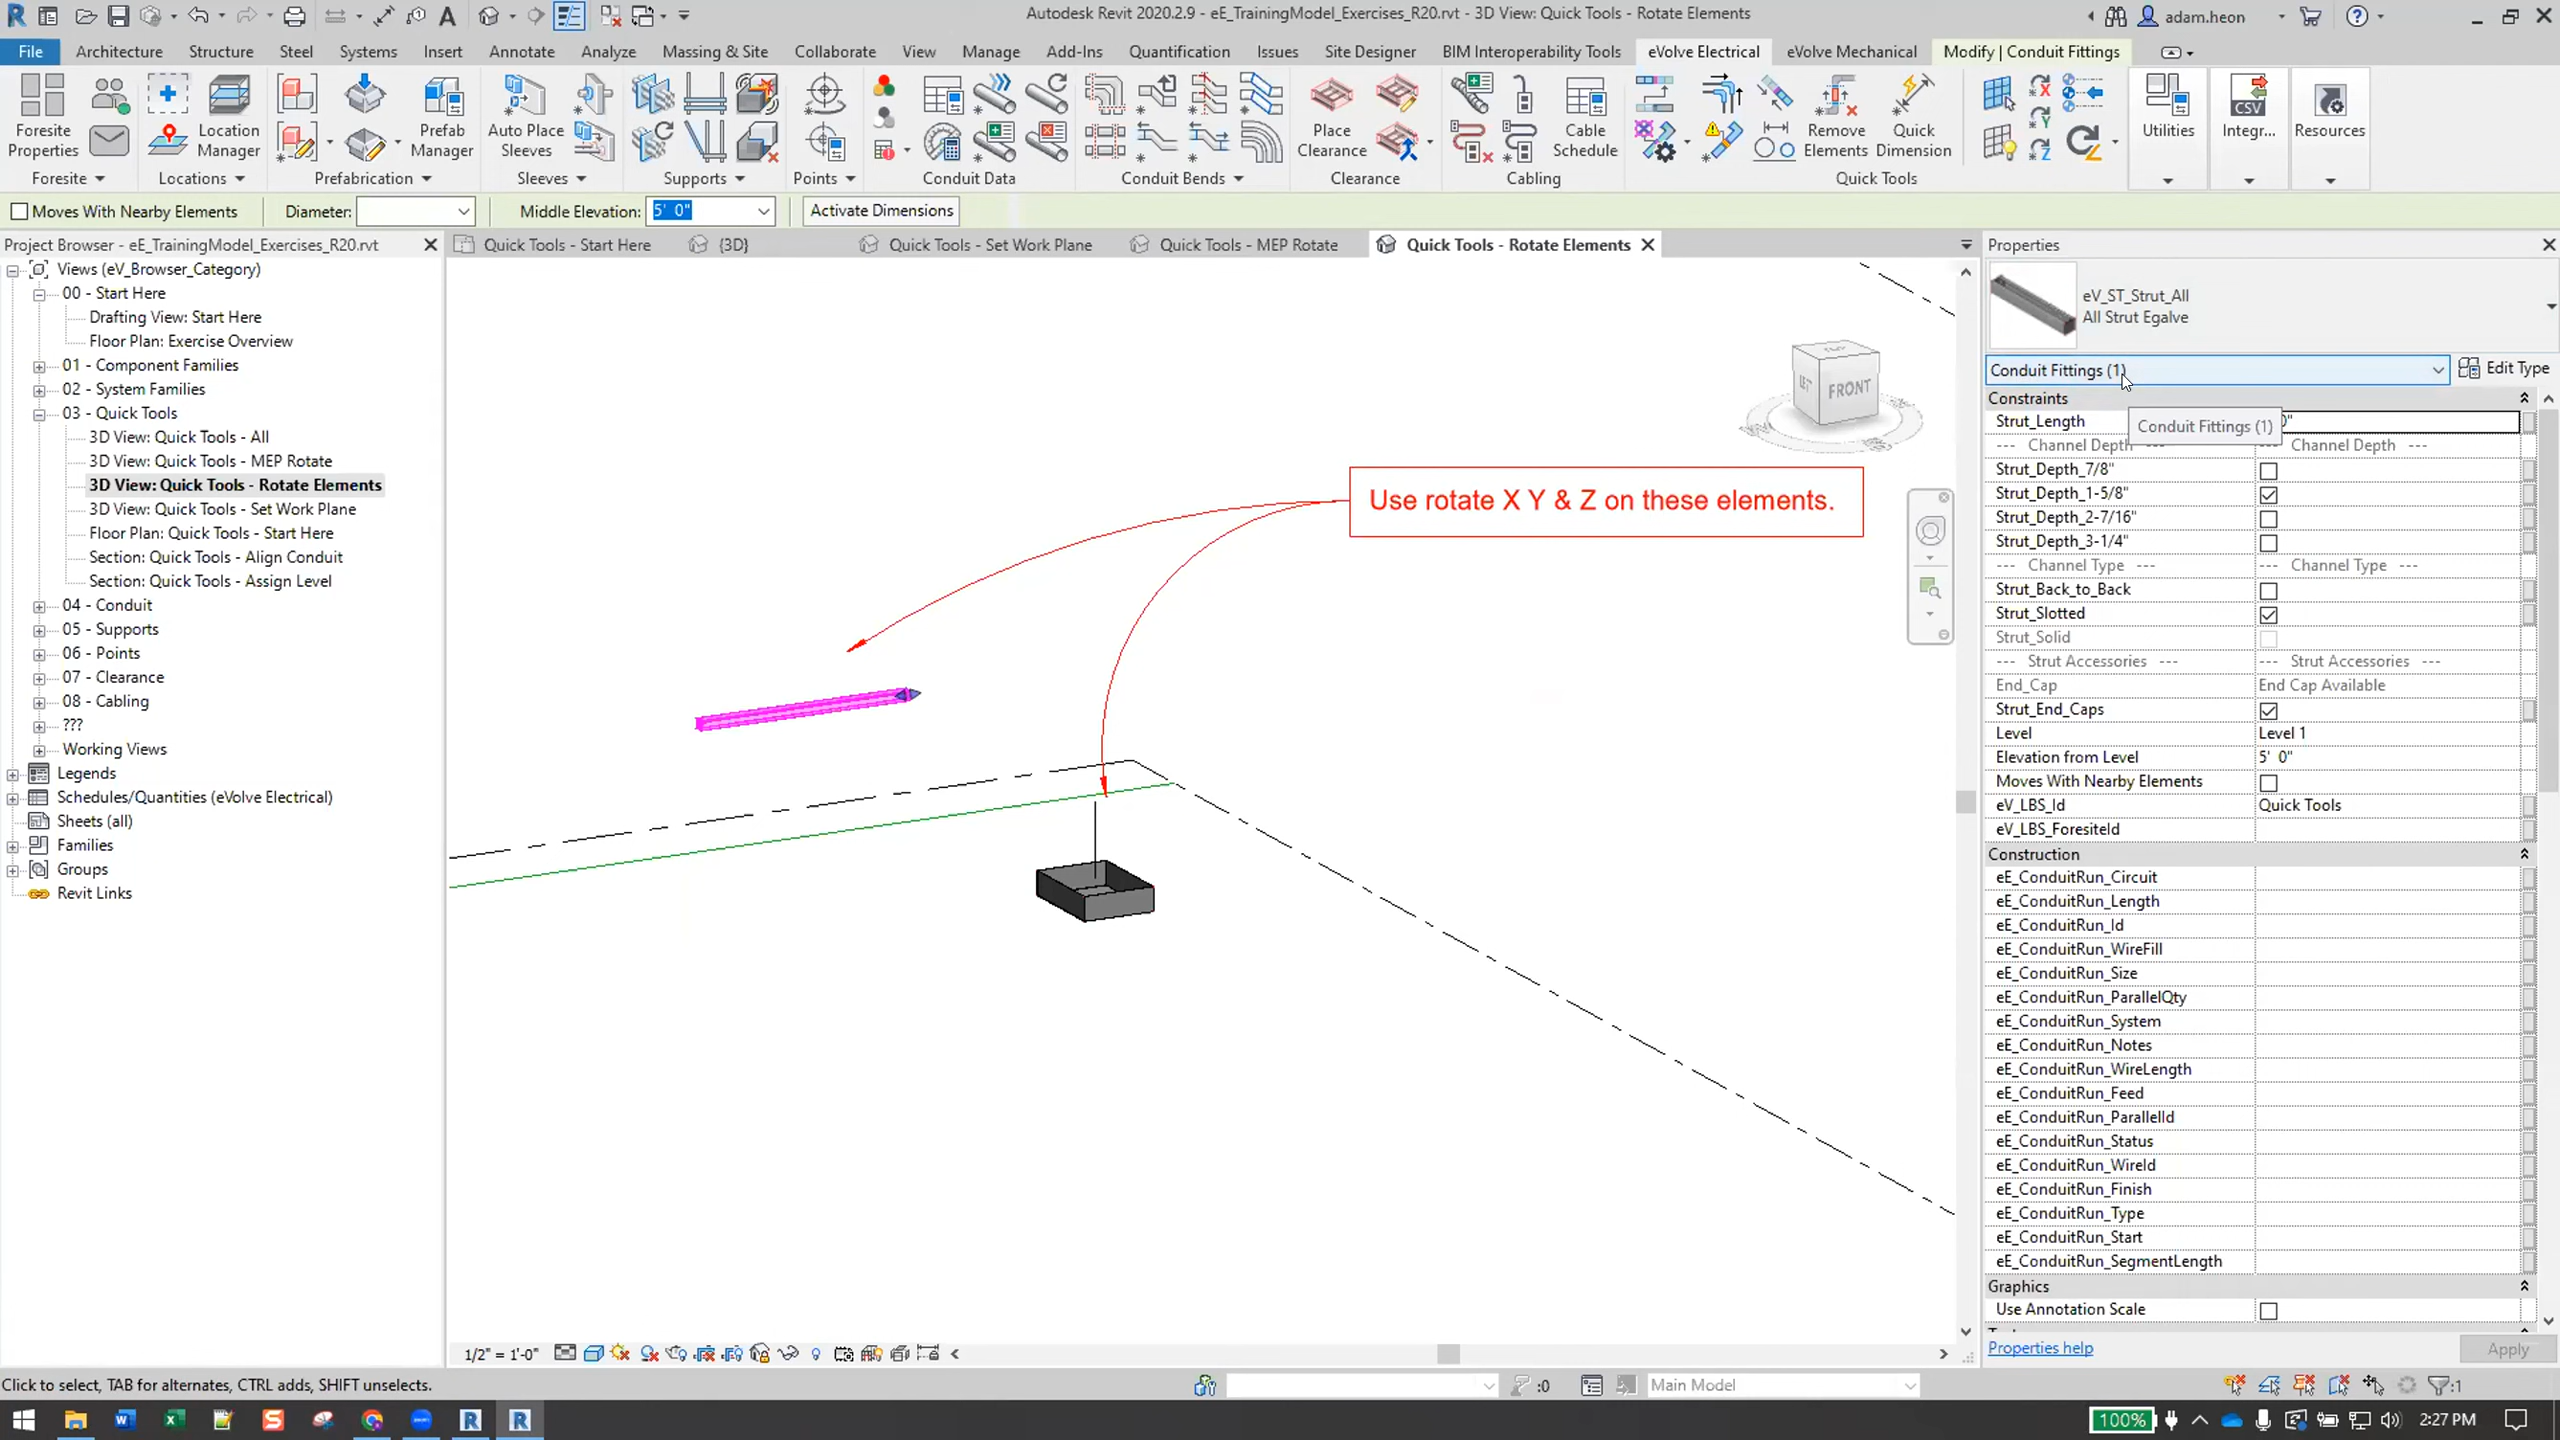 Autodesk Revit 2020.2.9 - eE_TrainingModel_Exercises_R20.rvt - 3D View: Quick Tools - Rotate Elements
adam.heon
File Architecture Structure Steel Systems Insert Annotate Analyze Massing & Site Collaborate View Manage Add-Ins Quantification Issues Site Designer BIM Interoperability Tools eVolve Electrical eVolve Mechanical Modify | Conduit Fittings
Foresite Properties
Location Manager
Prefab Manager
Auto Place Sleeves
Place Clearance
Cable Schedule
Remove Elements
Quick Dimension
Utilities
CSV
Integr...
Resources
Foresite Locations Prefabrication Sleeves Supports Points Conduit Data Conduit Bends Clearance Cabling Quick Tools
Moves With Nearby Elements Diameter: Middle Elevation: 5' 0" Activate Dimensions
Project Browser - eE_TrainingModel_Exercises_R20.rvt
Views (eV_Browser_Category)
00 - Start Here
Drafting View: Start Here
Floor Plan: Exercise Overview
01 - Component Families
02 - System Families
03 - Quick Tools
3D View: Quick Tools - All
3D View: Quick Tools - MEP Rotate
3D View: Quick Tools - Rotate Elements
3D View: Quick Tools - Set Work Plane
Floor Plan: Quick Tools - Start Here
Section: Quick Tools - Align Conduit
Section: Quick Tools - Assign Level
04 - Conduit
05 - Supports
06 - Points
07 - Clearance
08 - Cabling
???
Working Views
Legends
Schedules/Quantities (eVolve Electrical)
Sheets (all)
Families
Groups
Revit Links
Quick Tools - Start Here {3D} Quick Tools - Set Work Plane Quick Tools - MEP Rotate Quick Tools - Rotate Elements
FRONT
Use rotate X Y & Z on these elements.
1/2" = 1'-0"
Properties
eV_ST_Strut_All
All Strut Egalve
Conduit Fittings (1) Edit Type
Constraints
Strut_Length
Conduit Fittings (1)
--- Channel Depth --- --- Channel Depth ---
Strut_Depth_7/8"
Strut_Depth_1-5/8"
Strut_Depth_2-7/16"
Strut_Depth_3-1/4"
--- Channel Type --- --- Channel Type ---
Strut_Back_to_Back
Strut_Slotted
Strut_Solid
--- Strut Accessories --- --- Strut Accessories ---
End_Cap End Cap Available
Strut_End_Caps
Level Level 1
Elevation from Level 5' 0"
Moves With Nearby Elements
eV_LBS_Id Quick Tools
eV_LBS_ForesiteId
Construction
eE_ConduitRun_Circuit
eE_ConduitRun_Length
eE_ConduitRun_Id
eE_ConduitRun_WireFill
eE_ConduitRun_Size
eE_ConduitRun_ParallelQty
eE_ConduitRun_System
eE_ConduitRun_Notes
eE_ConduitRun_WireLength
eE_ConduitRun_Feed
eE_ConduitRun_ParallelId
eE_ConduitRun_Status
eE_ConduitRun_WireId
eE_ConduitRun_Finish
eE_ConduitRun_Type
eE_ConduitRun_Start
eE_ConduitRun_SegmentLength
Graphics
Use Annotation Scale
Properties help Apply
Click to select, TAB for alternates, CTRL adds, SHIFT unselects.
:0 Main Model :1
100% 2:27 PM